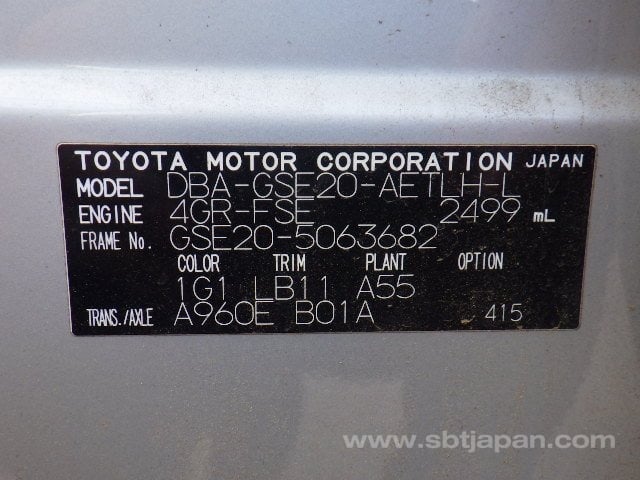 TOYOTA MOTOR CORPORATION JAPAN
MODEL DBA-GSE20-AETLH-L
ENGINE 4GR-FSE 2499 mL
FRAME No. GSE20-5063682
COLOR TRIM PLANT OPTION
1G1 LB11 A55
TRANS./AXLE A960E B01A 415
www.sbtjapan.com